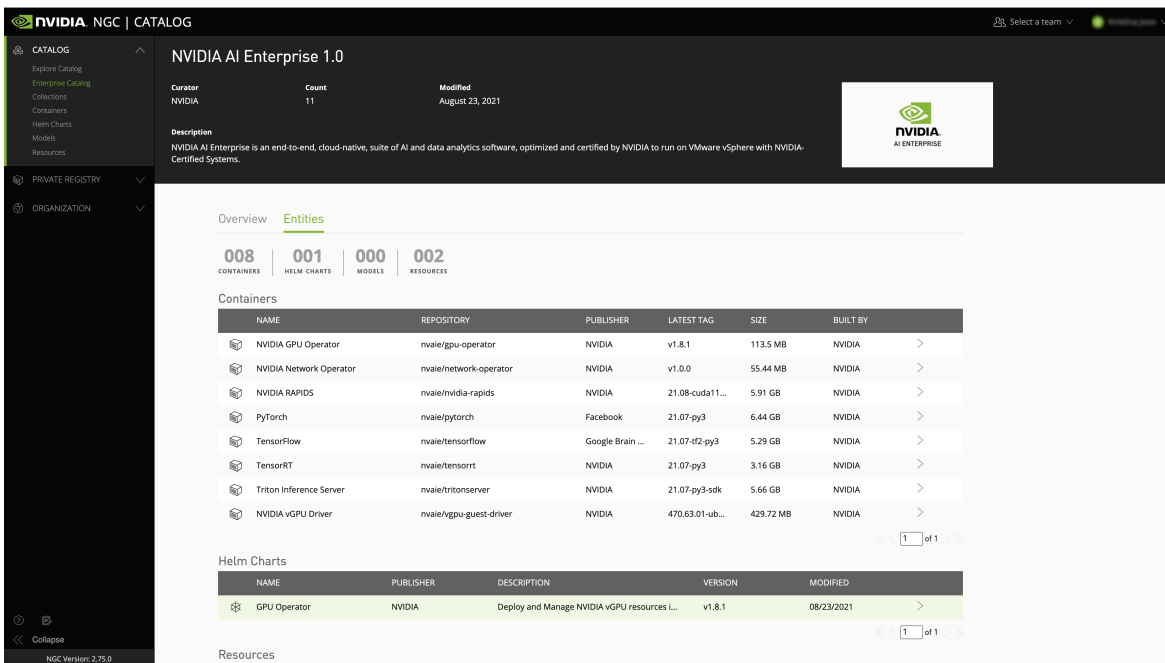 NVIDIA. NGC | CATALOG
Select a team
CATALOG
Explore Catalog
Enterprise Catalog
Collections
Containers
Helm Charts
Models
Resources
PRIVATE REGISTRY
ORGANIZATION
Collapse
NGC Version: 2.75.0
NVIDIA AI Enterprise 1.0
Curator Count Modified
NVIDIA 11 August 23, 2021
Description
NVIDIA AI Enterprise is an end-to-end, cloud-native, suite of AI and data analytics software, optimized and certified by NVIDIA to run on VMware vSphere with NVIDIA-
Certified Systems.
NVIDIA.
AI ENTERPRISE
Overview Entities
008 001 000 002
CONTAINERS HELM CHARTS MODELS RESOURCES
Containers
NAME REPOSITORY PUBLISHER LATEST TAG SIZE BUILT BY
NVIDIA GPU Operator nvaie/gpu-operator NVIDIA v1.8.1 113.5 MB NVIDIA
NVIDIA Network Operator nvaie/network-operator NVIDIA v1.0.0 55.44 MB NVIDIA
NVIDIA RAPIDS nvaie/nvidia-rapids NVIDIA 21.08-cuda11... 5.91 GB NVIDIA
PyTorch nvaie/pytorch Facebook 21.07-py3 6.44 GB NVIDIA
TensorFlow nvaie/tensorflow Google Brain ... 21.07-tf2-py3 5.29 GB NVIDIA
TensorRT nvaie/tensorrt NVIDIA 21.07-py3 3.16 GB NVIDIA
Triton Inference Server nvaie/tritonserver NVIDIA 21.07-py3-sdk 5.66 GB NVIDIA
NVIDIA vGPU Driver nvaie/vgpu-guest-driver NVIDIA 470.63.01-ub... 429.72 MB NVIDIA
1 of 1
Helm Charts
NAME PUBLISHER DESCRIPTION VERSION MODIFIED
GPU Operator NVIDIA Deploy and Manage NVIDIA vGPU resources i... v1.8.1 08/23/2021
1 of 1
Resources